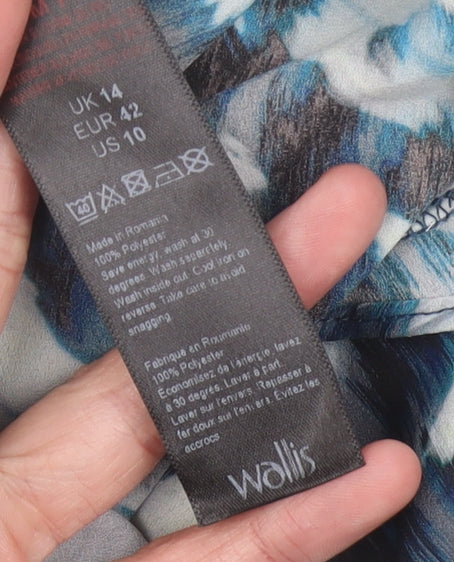 UK 14
EUR 42
US 10
40
Made in Romania
100% Polyester
Save energy, wash at 30
degrees. Wash separately.
Wash inside out. Cool iron on
reverse. Take care to avoid
snagging.
Fabriqué en Roumanie
100% Polyester
Economisez de l'énergie, lavez
à 30 degrés. Laver à part.
Laver sur l'envers. Repasser à
fer doux sur l'envers. Évitez les
accrocs
wallis